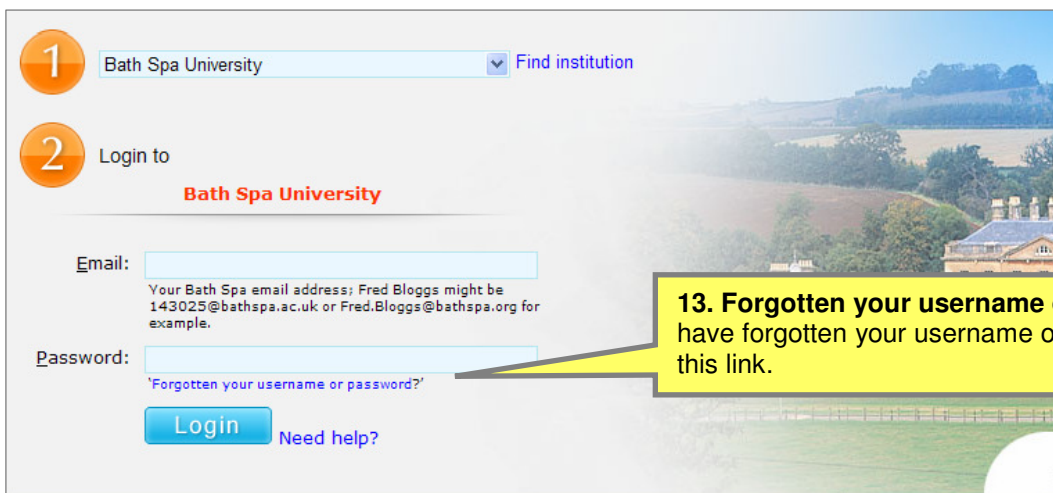 1
Bath Spa University
Find institution
2
Login to
Bath Spa University
Email:
Your Bath Spa email address; Fred Bloggs might be
143025@bathspa.ac.uk or Fred.Bloggs@bathspa.org for
example.
Password:
'Forgotten your username or password?'
Login
Need help?
13. Forgotten your username
have forgotten your username
this link.